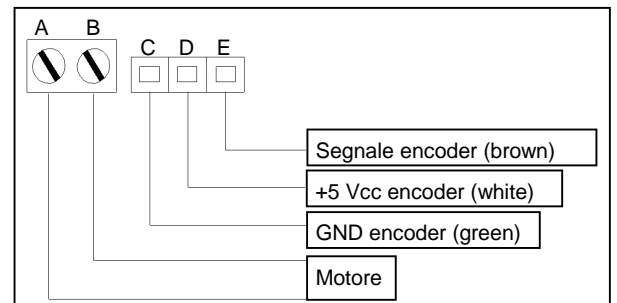 A B
C D E
Segnale encoder (brown)
+5 Vcc encoder (white)
GND encoder (green)
Motore